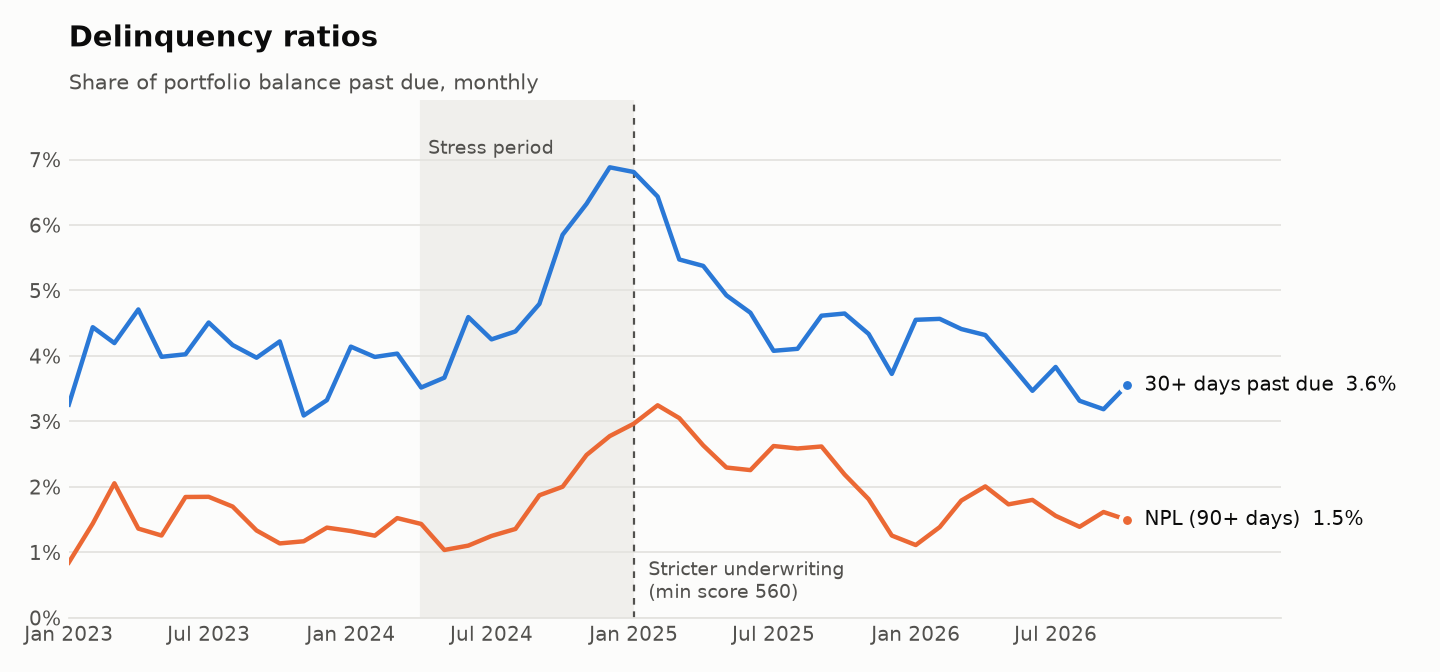 Delinquency ratios
Share of portfolio balance past due, monthly
Stress period
7%
6%
5%
4%
30+ days past due  3.6%
3%
2%
NPL (90+ days)  1.5%
1%
Stricter underwriting
(min score 560)
0%
Jan 2023 Jul 2023 Jan 2024 Jul 2024 Jan 2025 Jul 2025 Jan 2026 Jul 2026